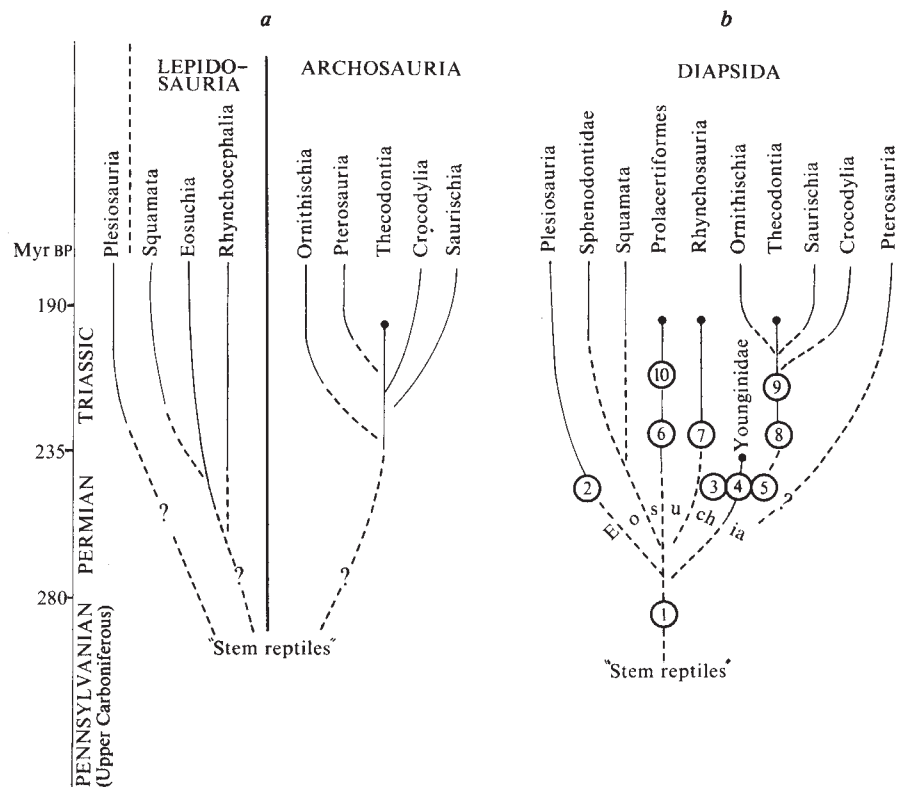 a
b
LEPIDO-
SAURIA
ARCHOSAURIA
DIAPSIDA
Plesiosauria
Squamata
Eosuchia
Rhynchocephalia
Ornithischia
Pterosauria
Thecodontia
Crocodylia
Saurischia
Plesiosauria
Sphenodontidae
Squamata
Prolacertiformes
Rhynchosauria
Ornithischia
Thecodontia
Saurischia
Crocodylia
Pterosauria
Myr BP
190
235
280
TRIASSIC
PERMIAN
PENNSYLVANIAN
(Upper Carboniferous)
?
?
?
"Stem reptiles"
10
9
6
7
8
Younginidae
2
3
4
5
?
Eosuchia
1
"Stem reptiles"